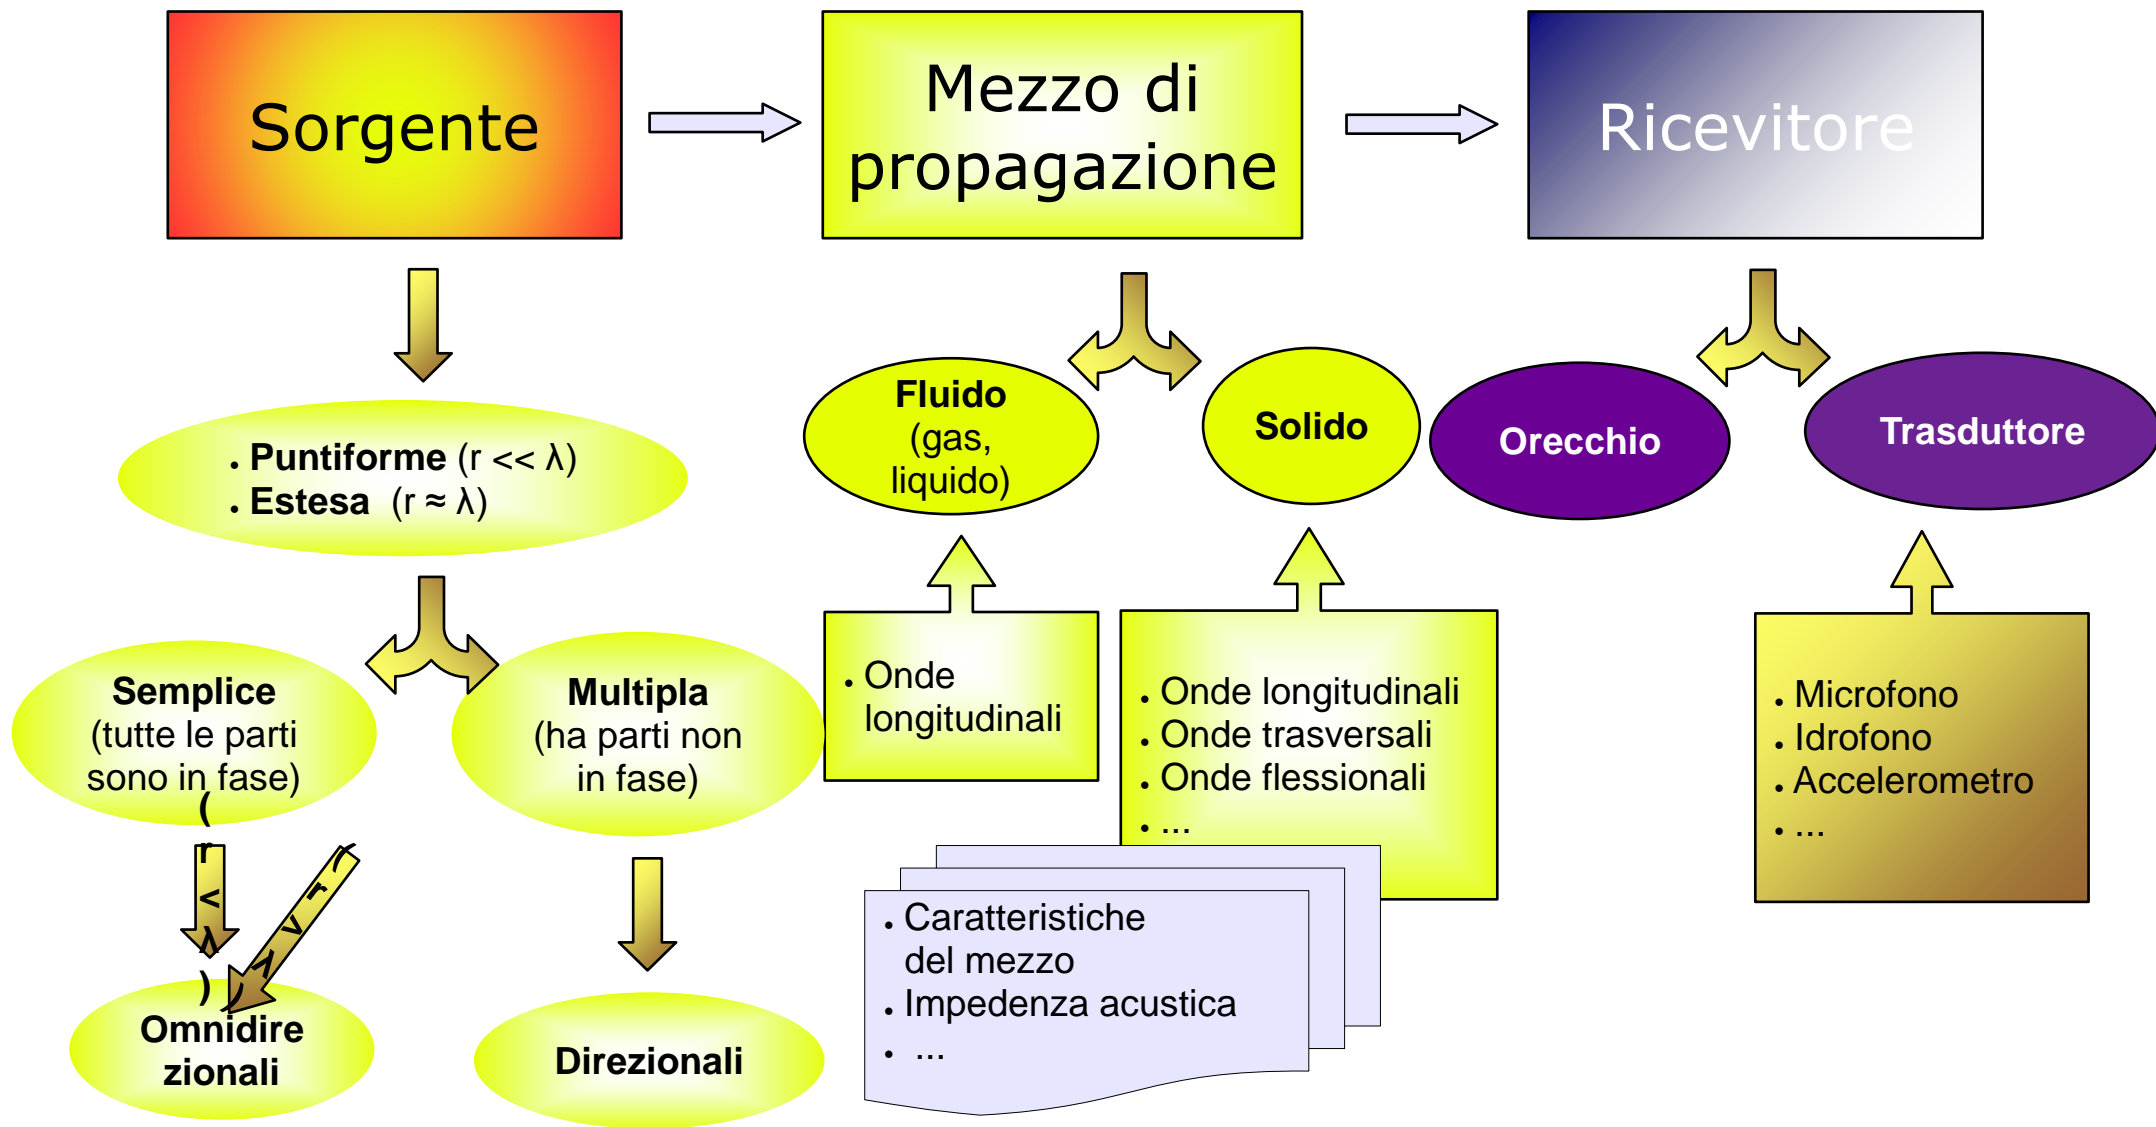 Sorgente
Mezzo di
propagazione
Ricevitore
• Puntiforme (r << λ)
• Estesa (r ≈ λ)
Fluido
(gas,
liquido)
Solido
Orecchio
Trasduttore
Semplice
(tutte le parti
sono in fase)
Multipla
(ha parti non
in fase)
• Onde
longitudinali
• Onde longitudinali
• Onde trasversali
• Onde flessionali
• ...
• Microfono
• Idrofono
• Accelerometro
• ...
(r < λ)
(r < λ)
Omnidire
zionali
Direzionali
• Caratteristiche
del mezzo
• Impedenza acustica
• ...